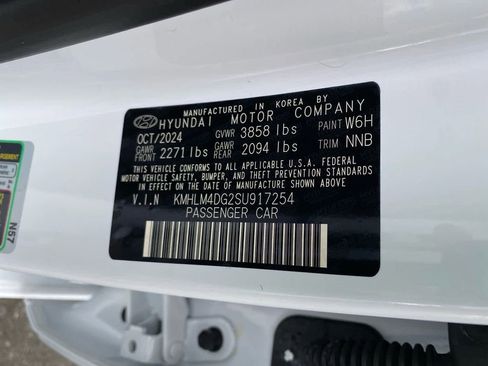 MANUFACTURED IN KOREA BY
HYUNDAI MOTOR COMPANY
OCT/2024 GVWR 3858 lbs PAINT W6H
GAWR FRONT 2271 lbs GAWR REAR 2094 lbs TRIM NNB
THIS VEHICLE CONFORMS TO ALL APPLICABLE U.S.A. FEDERAL
MOTOR VEHICLE SAFETY, BUMPER, AND THEFT PREVENTION
STANDARDS IN EFFECT ON THE DATE OF MANUFACTURE SHOWN ABOVE.
V.I.N KMHLM4DG2SU917254
PASSENGER CAR
N57